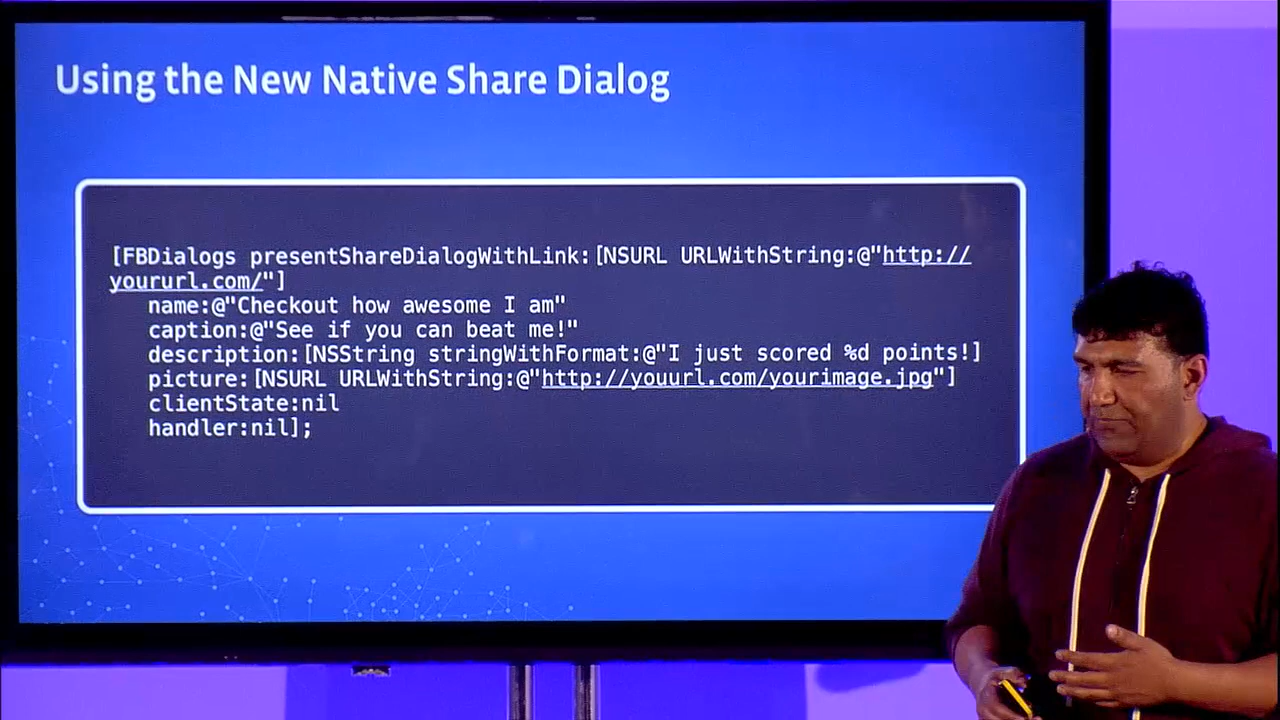 Using the New Native Share Dialog
[FBDialogs presentShareDialogWithLink:[NSURL URLWithString:@"http://
yoururl.com/"]
name:@"Checkout how awesome I am"
caption:@"See if you can beat me!"
description:[NSString stringWithFormat:@"I just scored %d points!]
picture:[NSURL URLWithString:@"http://youurl.com/yourimage.jpg"]
clientState:nil
handler:nil];